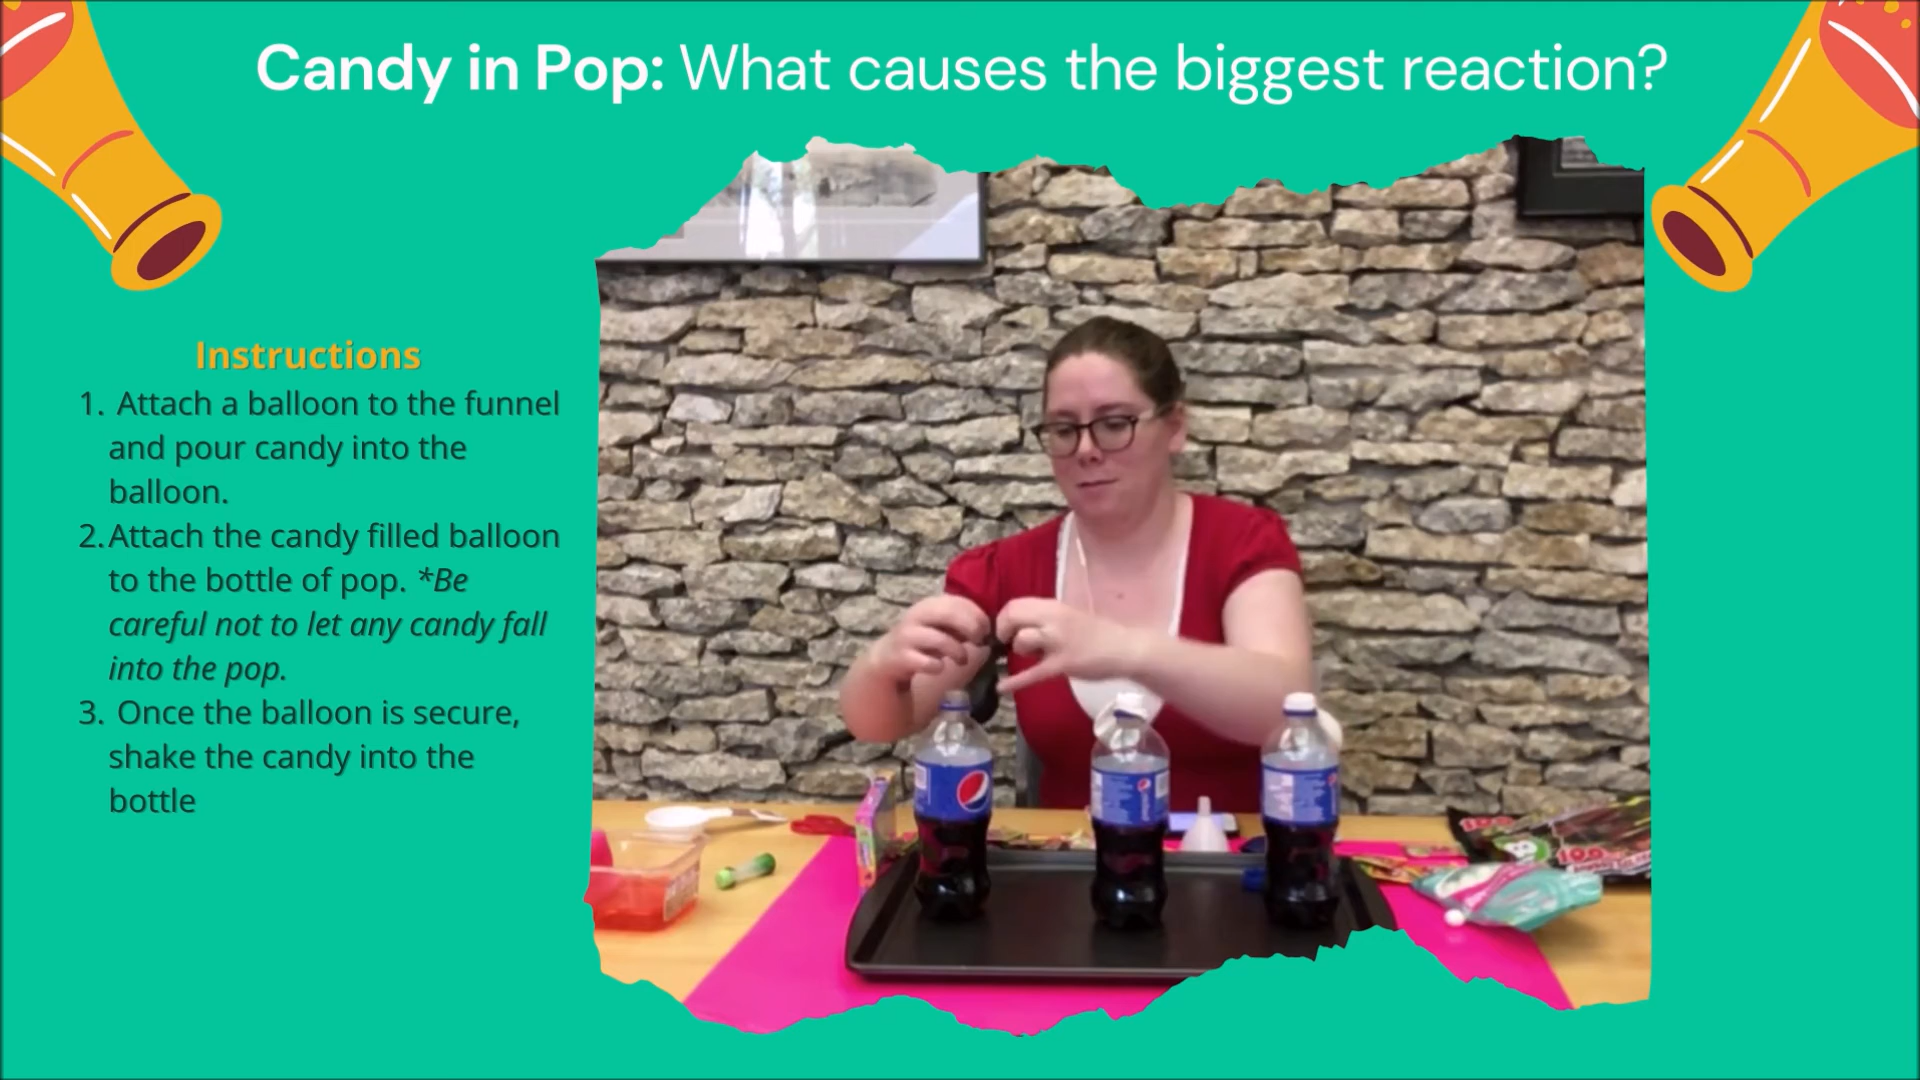 Candy in Pop: What causes the biggest reaction?
Instructions
1. Attach a balloon to the funnel
and pour candy into the
balloon.
2. Attach the candy filled balloon
to the bottle of pop. *Be
careful not to let any candy fall
into the pop.
3. Once the balloon is secure,
shake the candy into the
bottle
100